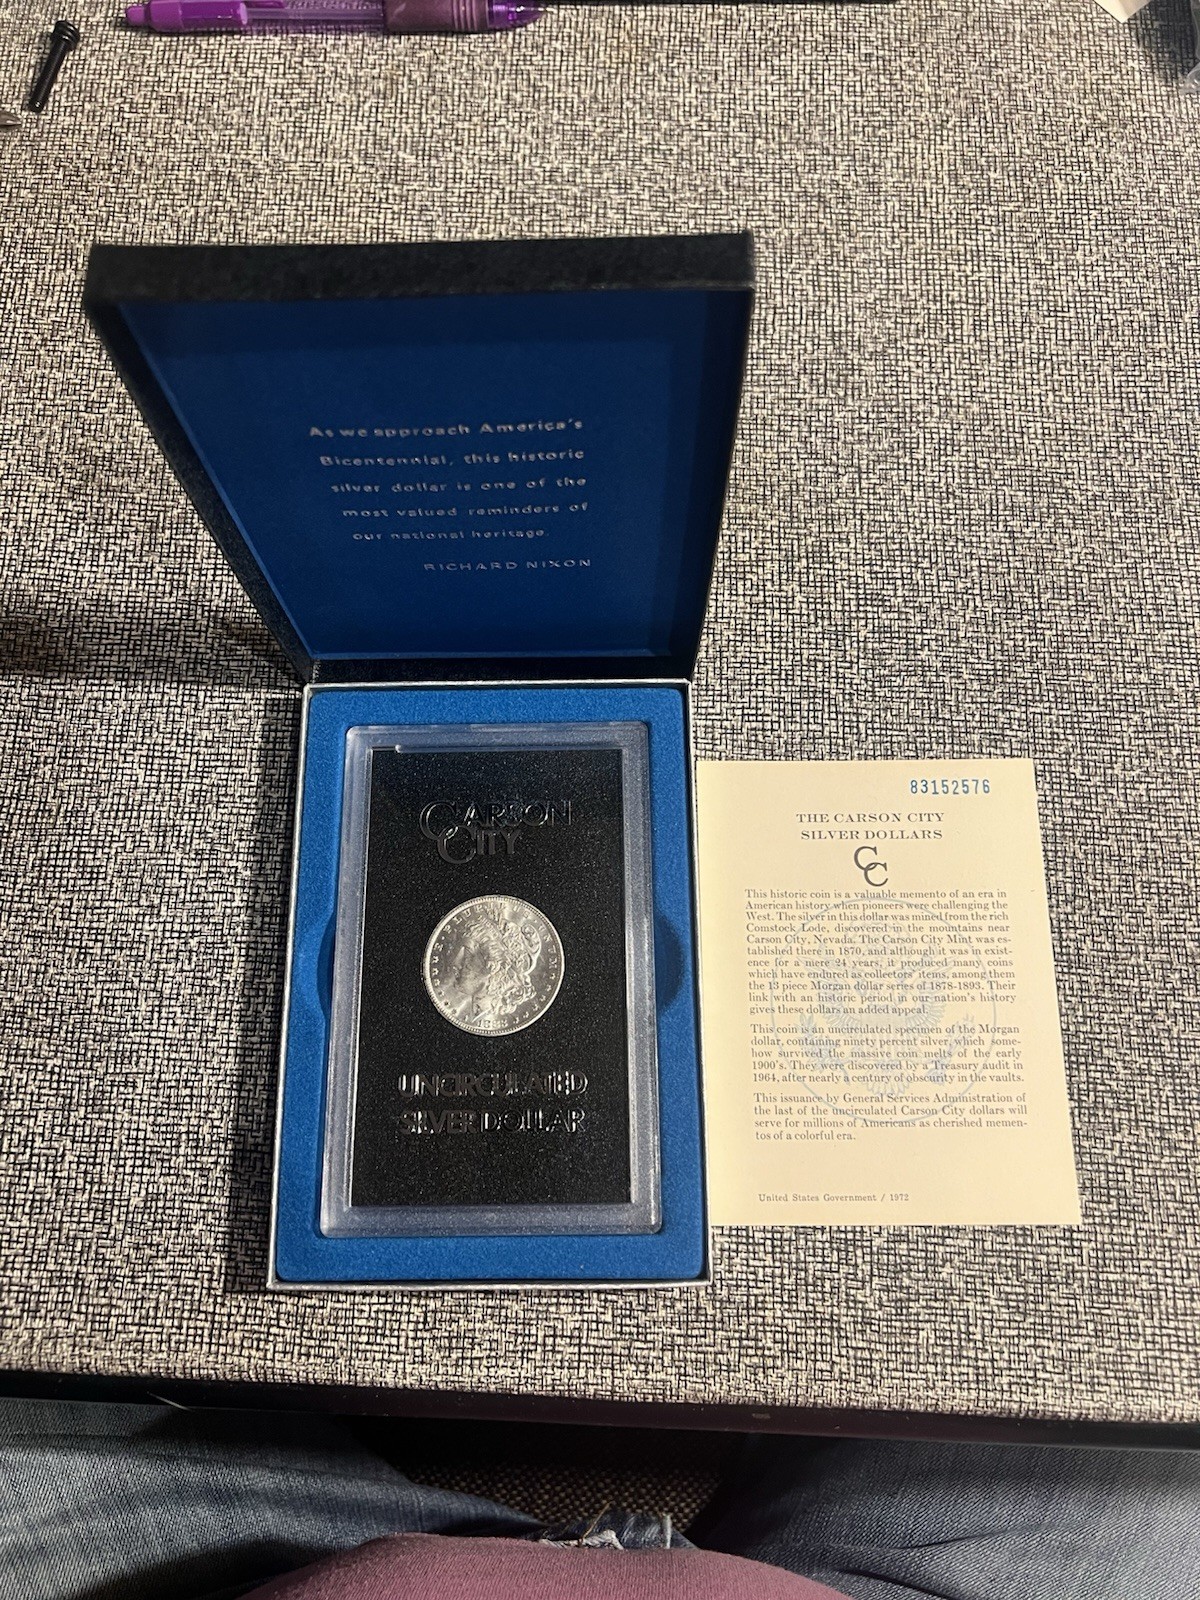 As we approach America's
Bicentennial, this historic
silver dollar is one of the
most valued reminders of
our national heritage.
RICHARD NIXON
CARSON
CITY
UNCIRCULATED
SILVER DOLLAR
83152576
THE CARSON CITY
SILVER DOLLARS
CC
This historic coin is a valuable memento of an era in
American history when pioneers were challenging the
West. The silver in this dollar was mined from the rich
Comstock Lode, discovered in the mountains near
Carson City, Nevada. The Carson City Mint was es-
tablished there in 1870, and although it was in exist-
ence for a mere 24 years, it produced many coins
which have endured as collectors' items, among them
the 13 piece Morgan dollar series of 1878-1893. Their
link with an historic period in our nation's history
gives these dollars an added appeal.
This coin is an uncirculated specimen of the Morgan
dollar, containing ninety percent silver, which some-
how survived the massive coin melts of the early
1900's. They were discovered by a Treasury audit in
1964, after nearly a century of obscurity in the vaults.
This issuance by General Services Administration of
the last of the uncirculated Carson City dollars will
serve for millions of Americans as cherished memen-
tos of a colorful era.
United States Government / 1972